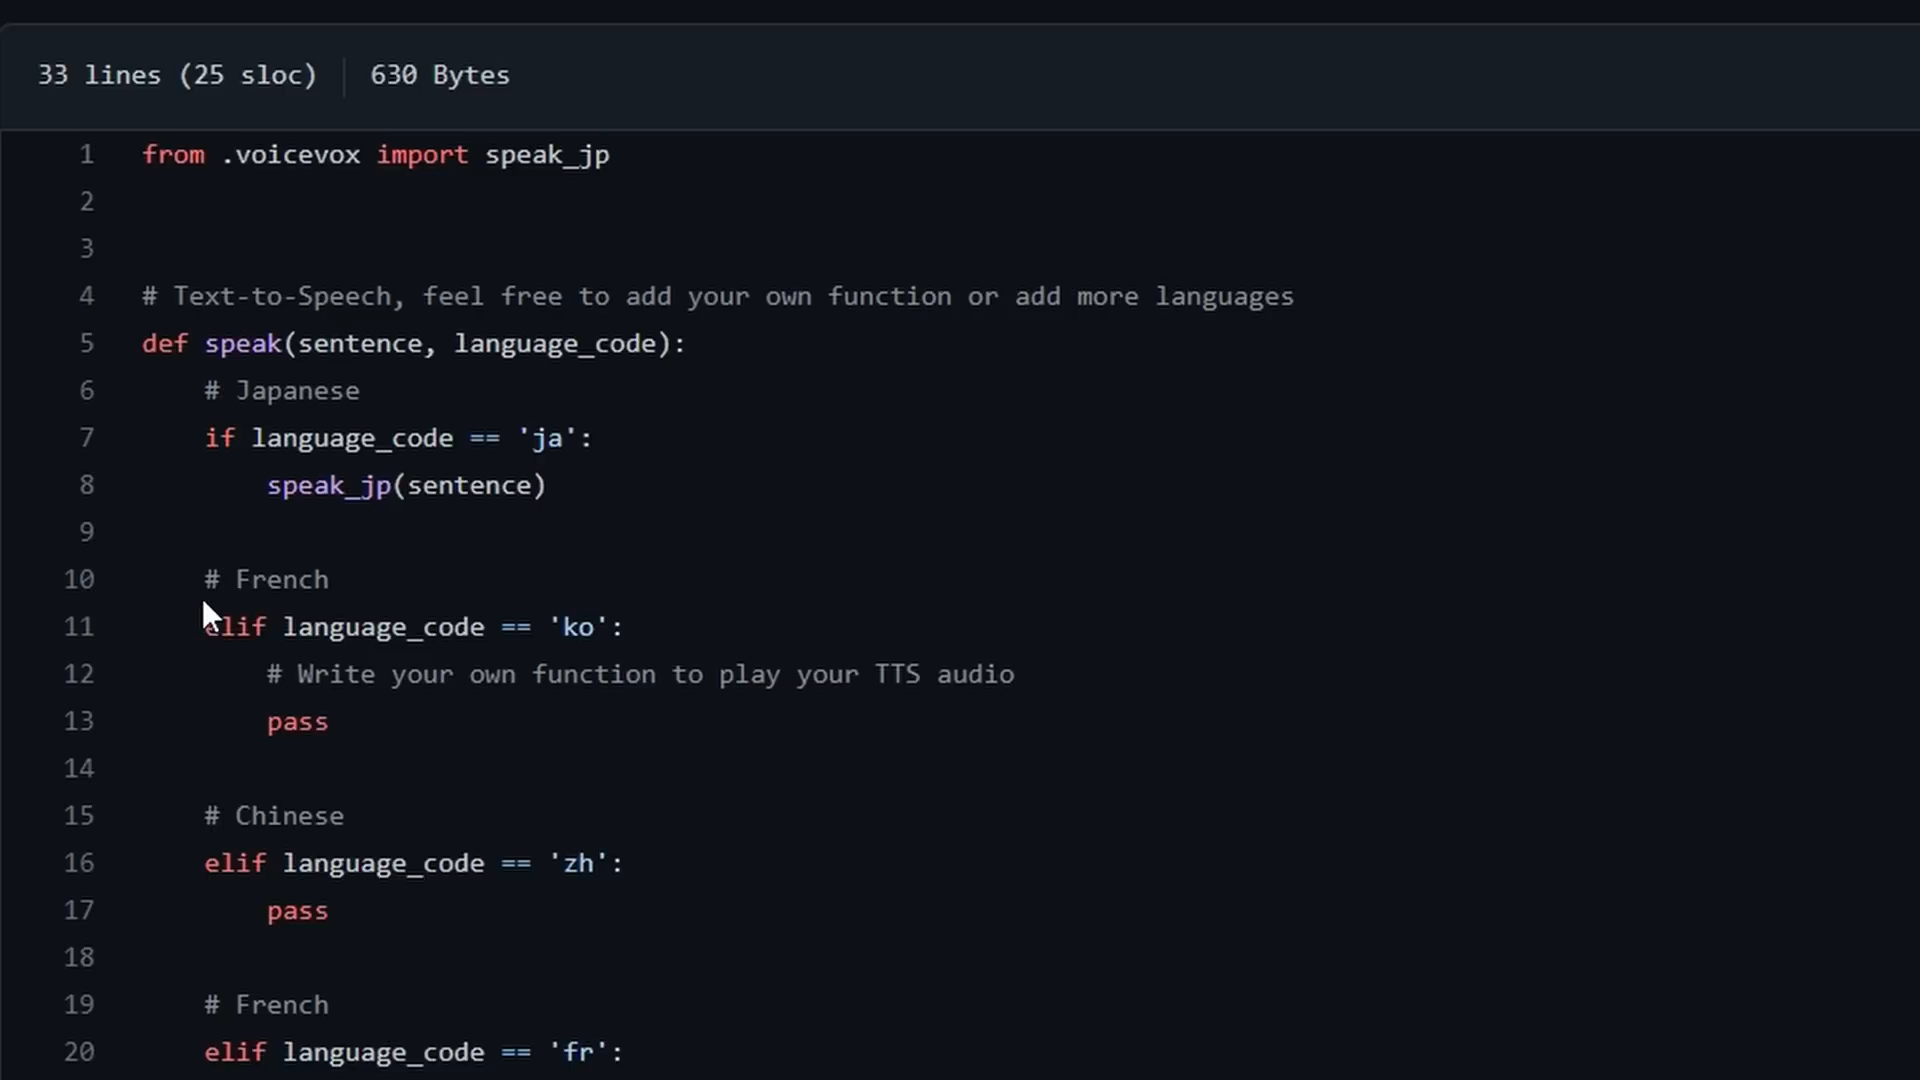 33 lines (25 sloc) 630 Bytes
1 from .voicevox import speak_jp
2
3
4 # Text-to-Speech, feel free to add your own function or add more languages
5 def speak(sentence, language_code):
6 # Japanese
7 if language_code == 'ja':
8 speak_jp(sentence)
9
10 # French
11 elif language_code == 'ko':
12 # Write your own function to play your TTS audio
13 pass
14
15 # Chinese
16 elif language_code == 'zh':
17 pass
18
19 # French
20 elif language_code == 'fr':